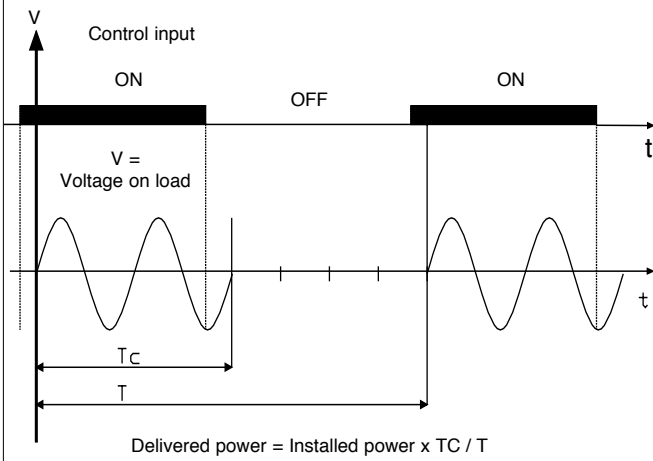 V
Control input
ON
ON
OFF
t
V =
Voltage on load
t
Tc
T
Delivered power = Installed power x TC / T